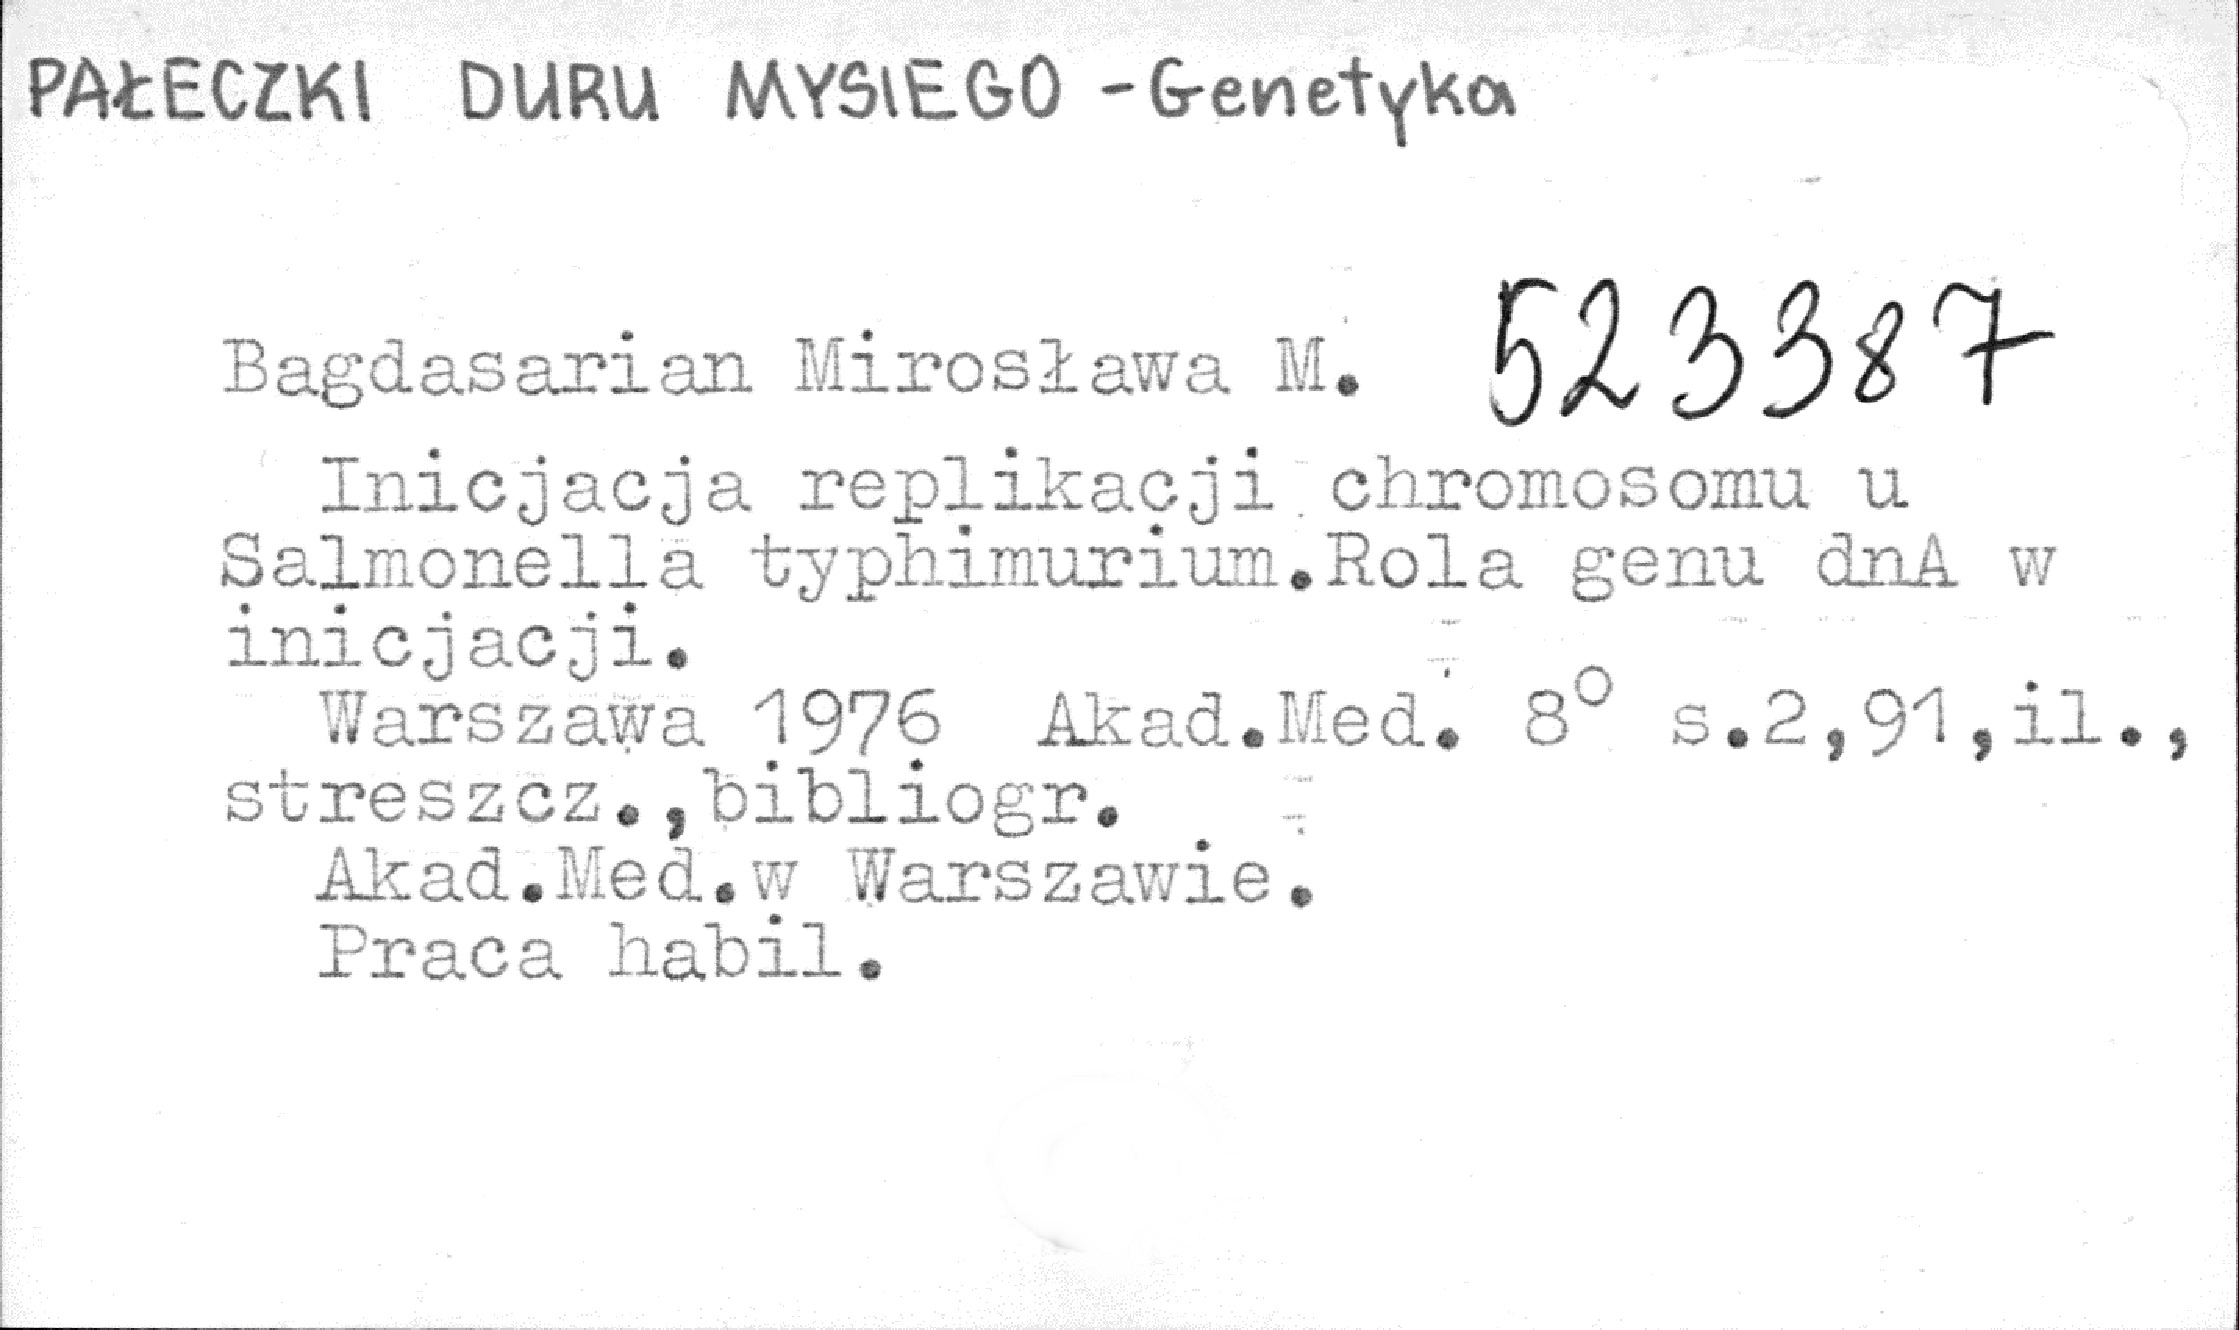 PAŁECZKI DURU MYSIEGO - Genetyka
Bagdasarian Mirosława M. 523387
Inicjacja replikacji chromosomu u
Salmonella typhimurium.Rola genu dnA w
inicjacji.
Warszawa 1976 Akad.Med. 8° s.2,91,il.,
streszcz.,bibliogr.
Akad.Med.w Warszawie.
Praca habil.